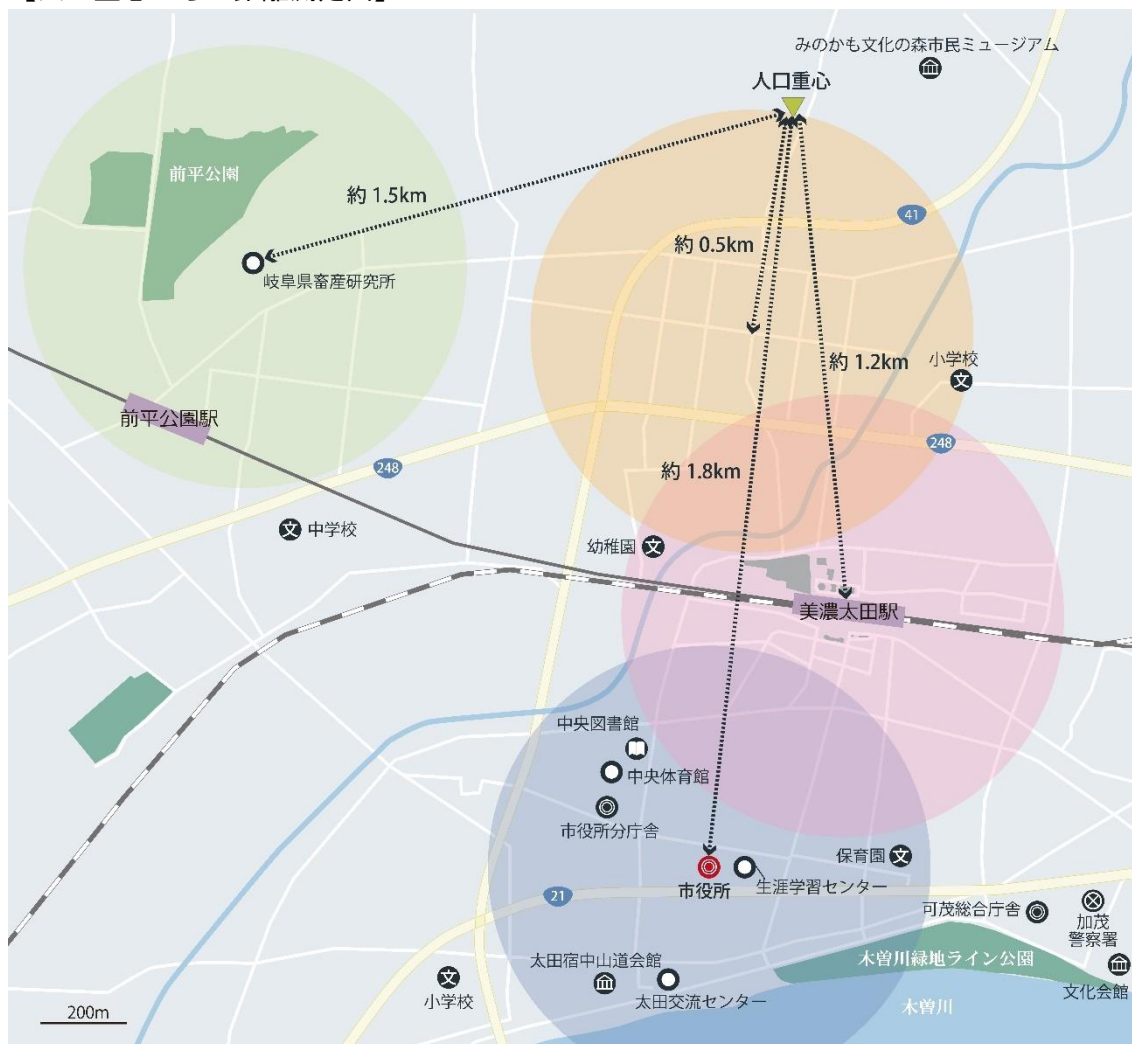 みのかも文化の森市民ミュージアム
人口重心
前平公園
約 1.5km
41
約 0.5km
岐阜県畜産研究所
約 1.2km
小学校
文
前平公園駅
248
248
約 1.8km
文 中学校
幼稚園 文
美濃太田駅
中央図書館
中央体育館
市役所分庁舎
保育園 文
市役所
生涯学習センター
21
可茂総合庁舎
加茂
警察署
太田宿中山道会館
木曽川緑地ライン公園
文
小学校
太田交流センター
文化会館
木曽川
200m